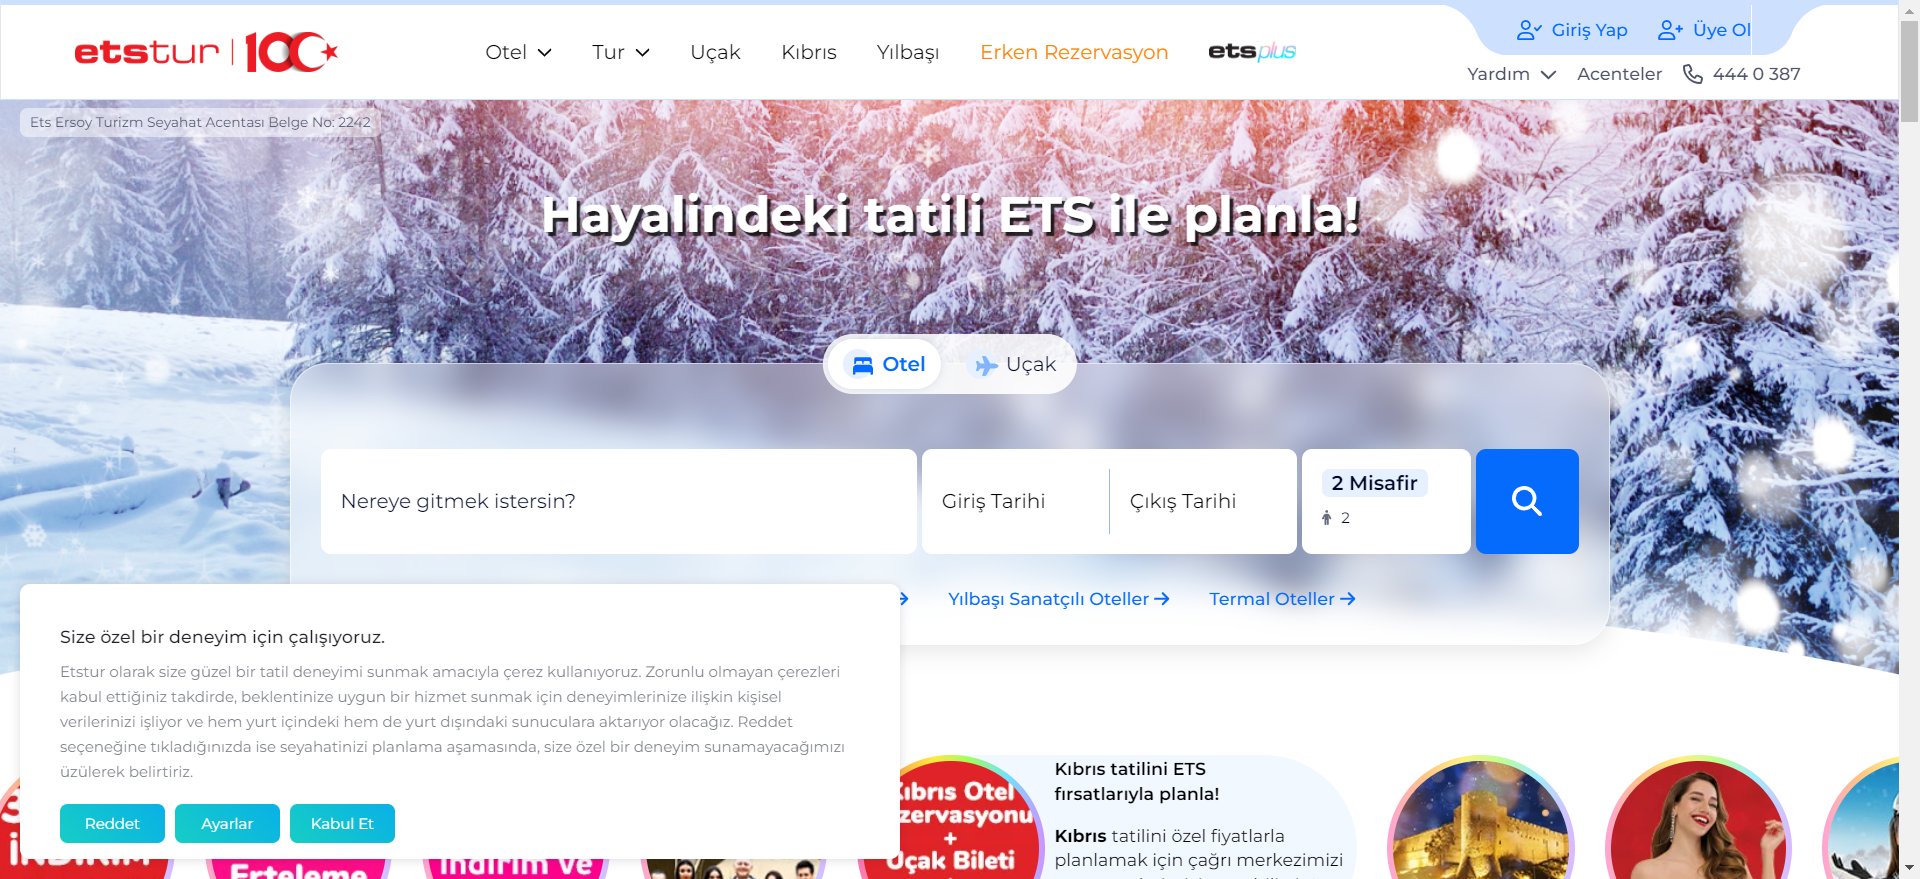 etstur | 100
Otel
Tur
Uçak
Kıbrıs
Yılbaşı
Erken Rezervasyon
etsplus
Giriş Yap
Üye Ol
Yardım
Acenteler
444 0 387
Ets Ersoy Turizm Seyahat Acentası Belge No: 2242
Hayalindeki tatili ETS ile planla!
Otel
Uçak
Nereye gitmek istersin?
Giriş Tarihi
Çıkış Tarihi
2 Misafir
2
Yılbaşı Sanatçılı Oteller
Termal Oteller
Size özel bir deneyim için çalışıyoruz.
Etstur olarak size güzel bir tatil deneyimi sunmak amacıyla çerez kullanıyoruz. Zorunlu olmayan çerezleri
kabul ettiğiniz takdirde, beklentinize uygun bir hizmet sunmak için deneyimlerinize ilişkin kişisel
verilerinizi işliyor ve hem yurt içindeki hem de yurt dışındaki sunuculara aktarıyor olacağız. Reddet
seçeneğine tıkladığınızda ise seyahatinizi planlama aşamasında, size özel bir deneyim sunamayacağımızı
üzülerek belirtiriz.
Reddet
Ayarlar
Kabul Et
İNDİRİM
Erteleme
İndirim ve
Kıbrıs Otel
Rezervasyonu
+
Uçak Bileti
Kıbrıs tatilini ETS
fırsatlarıyla planla!
Kıbrıs tatilini özel fiyatlarla
planlamak için çağrı merkezimizi